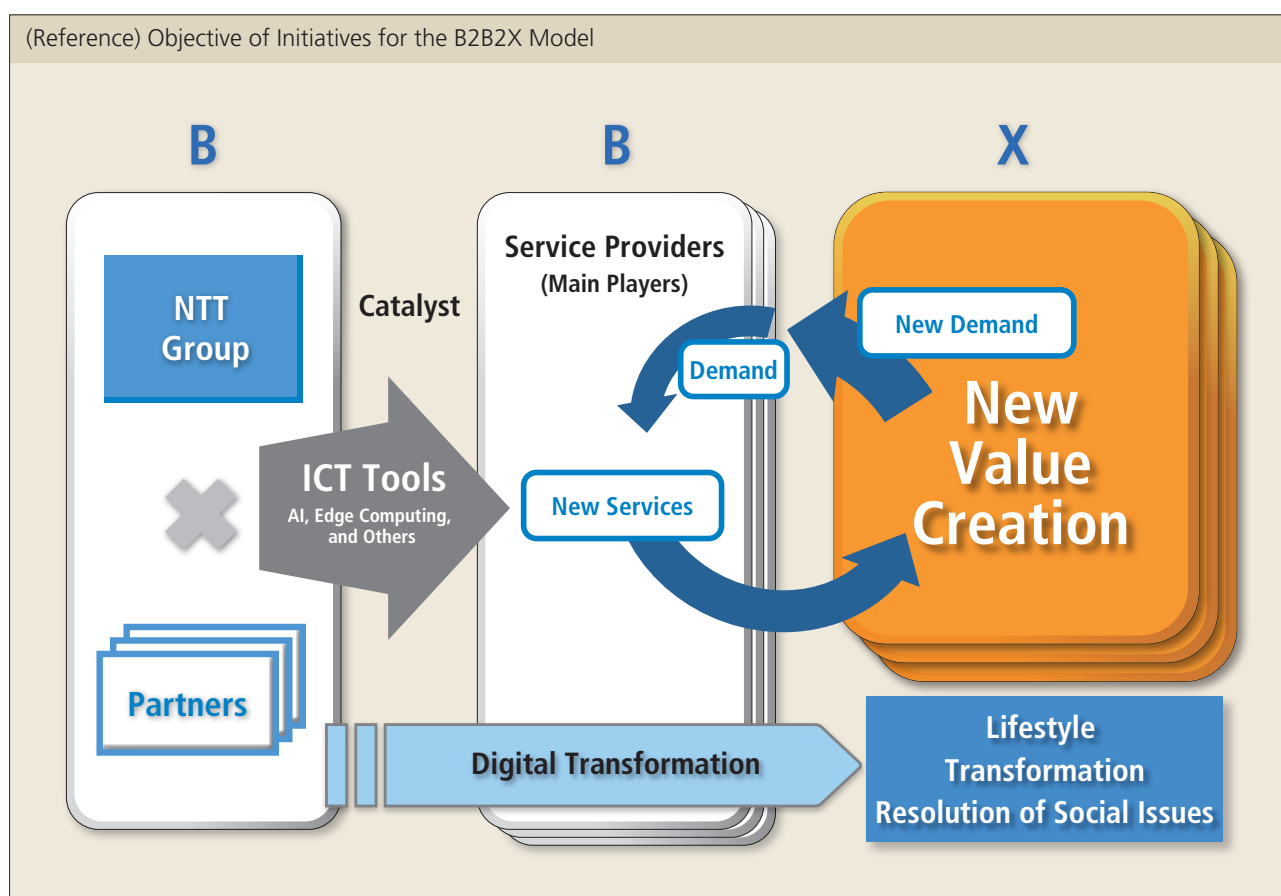 (Reference) Objective of Initiatives for the B2B2X Model
B
B
X
NTT
Group
Partners
Catalyst
ICT Tools
AI, Edge Computing,
and Others
Service Providers
(Main Players)
Demand
New Services
New Demand
New
Value
Creation
Digital Transformation
Lifestyle
Transformation
Resolution of Social Issues